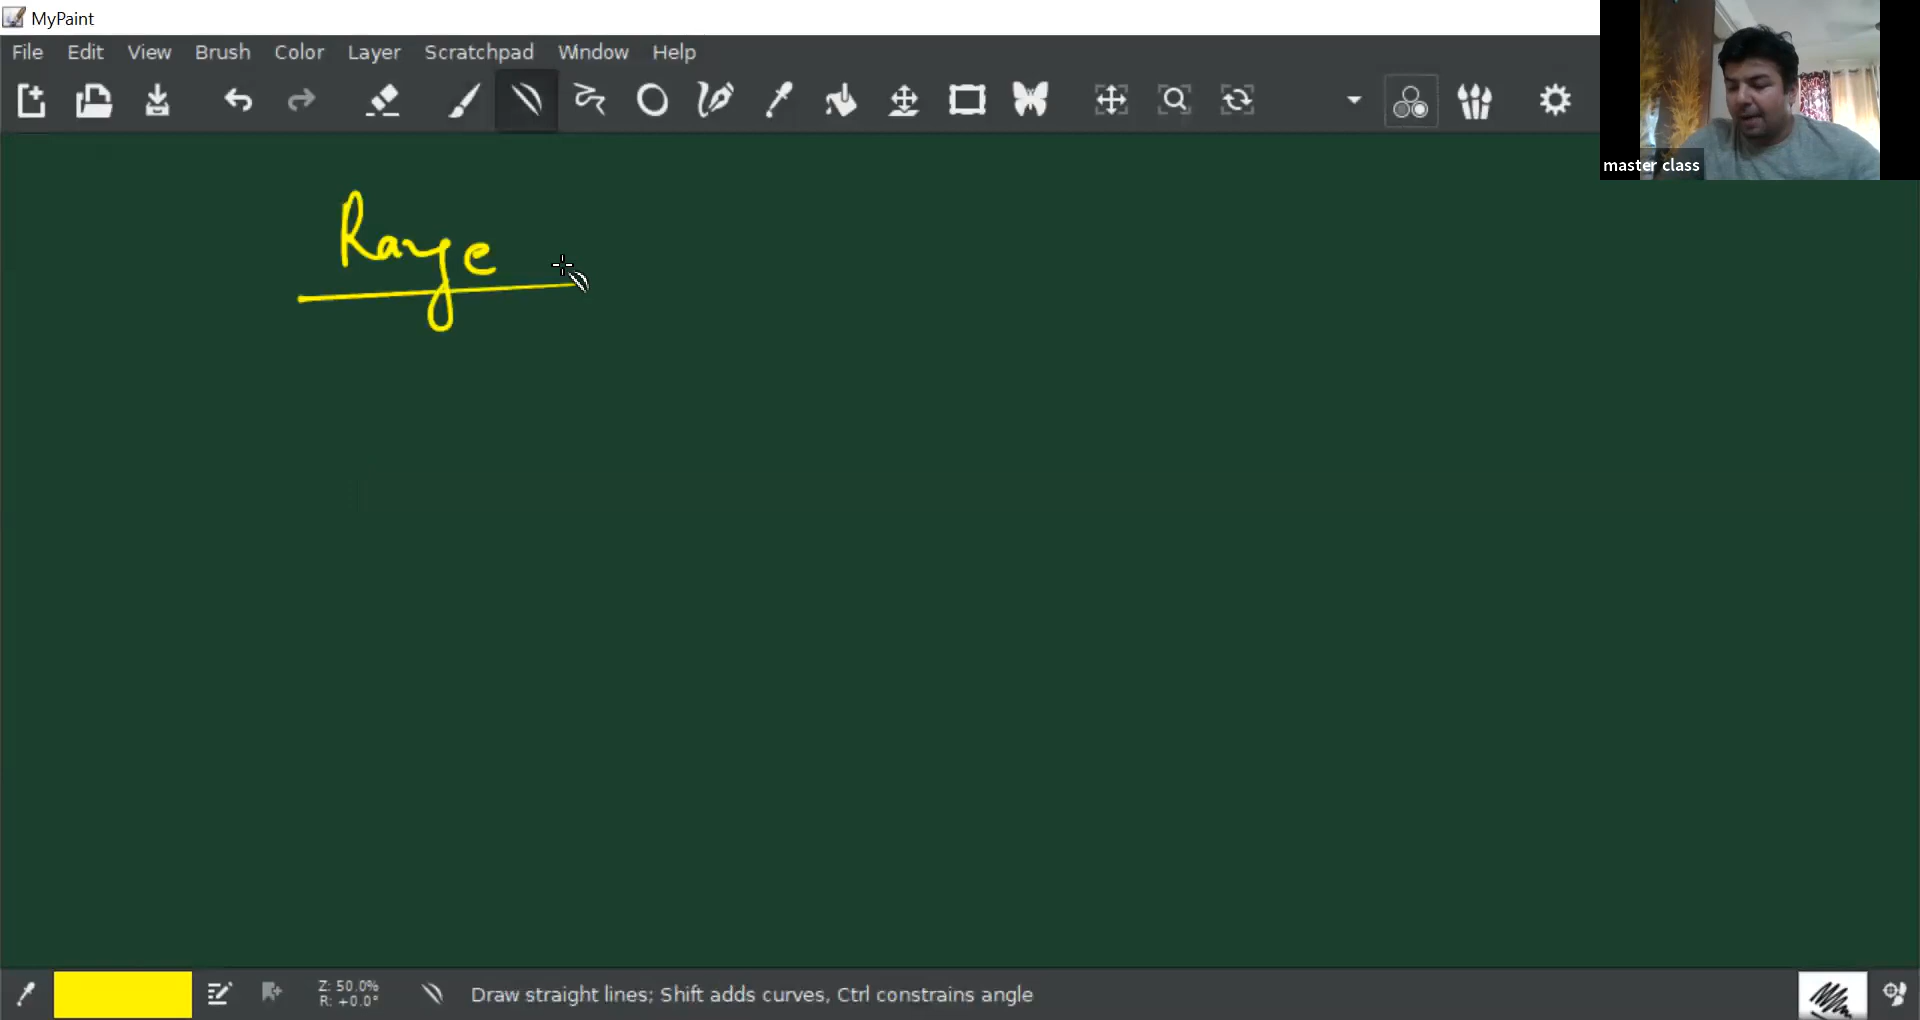 MyPaint
File Edit View Brush Color Layer Scratchpad Window Help
master class
Range
Z: 50.0%
R: +0.0°
Draw straight lines; Shift adds curves, Ctrl constrains angle